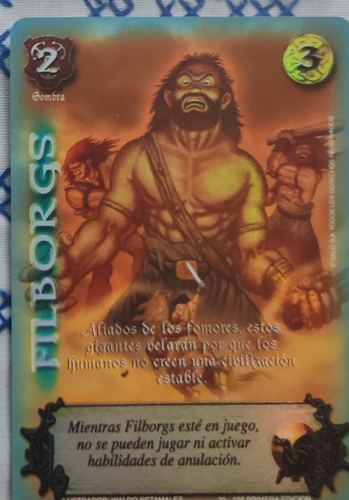 2
3
Sombra
FILBORGS
Aliados de los fomores, estos
gigantes velarán por que los
humanos no creen una civilización
estable.
Mientras Filborgs esté en juego,
no se pueden jugar ni activar
habilidades de anulación.